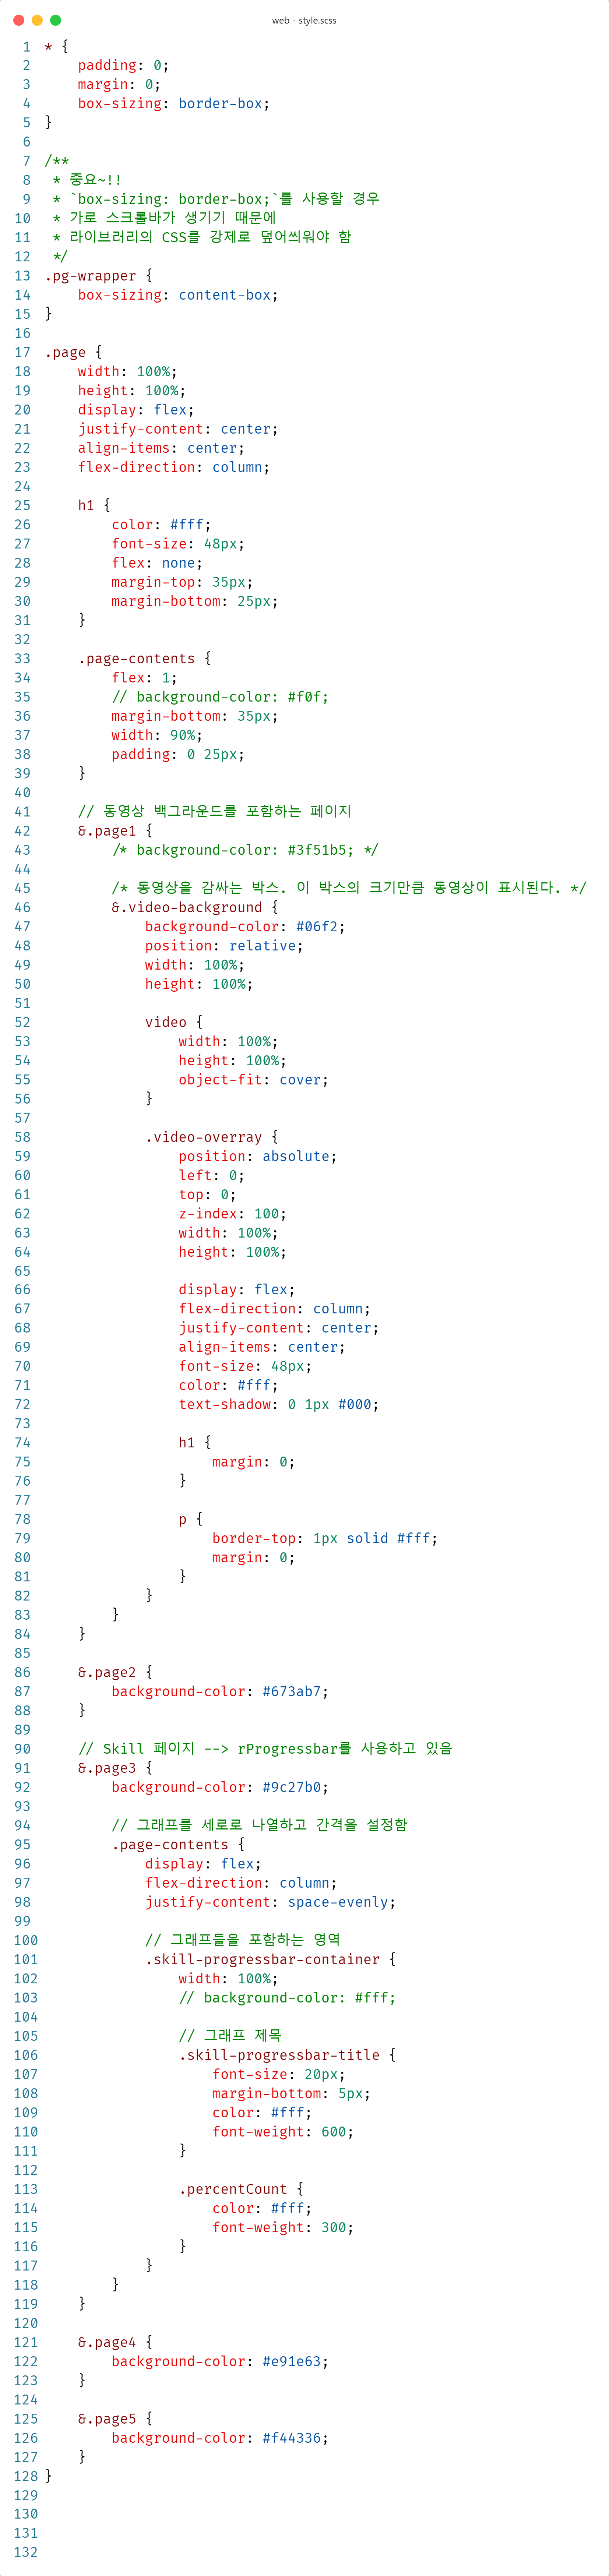 web - style.scss
1 * {
2     padding: 0;
3     margin: 0;
4     box-sizing: border-box;
5 }
6
7 /**
8  * 중요~!!
9  * `box-sizing: border-box;`를 사용할 경우
10  * 가로 스크롤바가 생기기 때문에
11  * 라이브러리의 CSS를 강제로 덮어씌워야 함
12  */
13 .pg-wrapper {
14     box-sizing: content-box;
15 }
16
17 .page {
18     width: 100%;
19     height: 100%;
20     display: flex;
21     justify-content: center;
22     align-items: center;
23     flex-direction: column;
24
25     h1 {
26         color: #fff;
27         font-size: 48px;
28         flex: none;
29         margin-top: 35px;
30         margin-bottom: 25px;
31     }
32
33     .page-contents {
34         flex: 1;
35         // background-color: #f0f;
36         margin-bottom: 35px;
37         width: 90%;
38         padding: 0 25px;
39     }
40
41     // 동영상 백그라운드를 포함하는 페이지
42     &.page1 {
43         /* background-color: #3f51b5; */
44
45         /* 동영상을 감싸는 박스. 이 박스의 크기만큼 동영상이 표시된다. */
46         &.video-background {
47             background-color: #06f2;
48             position: relative;
49             width: 100%;
50             height: 100%;
51
52             video {
53                 width: 100%;
54                 height: 100%;
55                 object-fit: cover;
56             }
57
58             .video-overray {
59                 position: absolute;
60                 left: 0;
61                 top: 0;
62                 z-index: 100;
63                 width: 100%;
64                 height: 100%;
65
66                 display: flex;
67                 flex-direction: column;
68                 justify-content: center;
69                 align-items: center;
70                 font-size: 48px;
71                 color: #fff;
72                 text-shadow: 0 1px #000;
73
74                 h1 {
75                     margin: 0;
76                 }
77
78                 p {
79                     border-top: 1px solid #fff;
80                     margin: 0;
81                 }
82             }
83         }
84     }
85
86     &.page2 {
87         background-color: #673ab7;
88     }
89
90     // Skill 페이지 --> rProgressbar를 사용하고 있음
91     &.page3 {
92         background-color: #9c27b0;
93
94         // 그래프를 세로로 나열하고 간격을 설정함
95         .page-contents {
96             display: flex;
97             flex-direction: column;
98             justify-content: space-evenly;
99
100             // 그래프들을 포함하는 영역
101             .skill-progressbar-container {
102                 width: 100%;
103                 // background-color: #fff;
104
105                 // 그래프 제목
106                 .skill-progressbar-title {
107                     font-size: 20px;
108                     margin-bottom: 5px;
109                     color: #fff;
110                     font-weight: 600;
111                 }
112
113                 .percentCount {
114                     color: #fff;
115                     font-weight: 300;
116                 }
117             }
118         }
119     }
120
121     &.page4 {
122         background-color: #e91e63;
123     }
124
125     &.page5 {
126         background-color: #f44336;
127     }
128 }
129
130
131
132